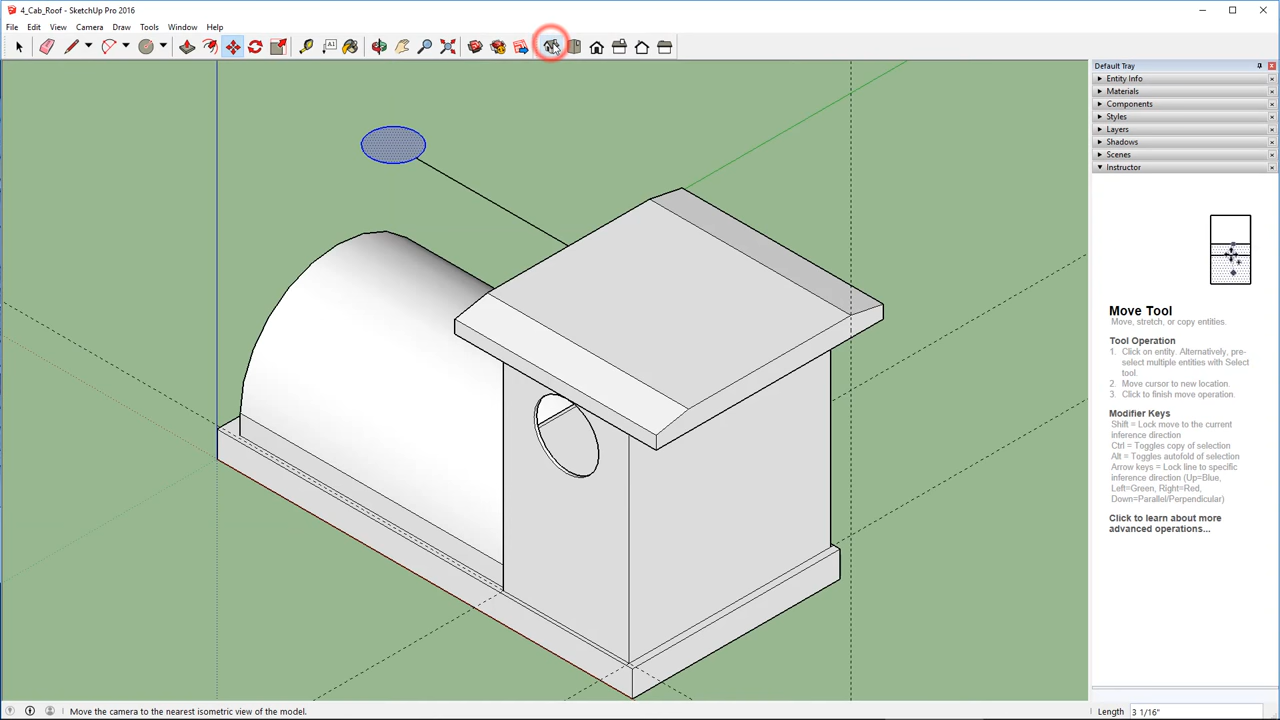 4_Cab_Roof - SketchUp Pro 2016
File Edit View Camera Draw Tools Window Help
Default Tray
Entity Info
Materials
Components
Styles
Layers
Shadows
Scenes
Instructor
Move Tool
Move, stretch, or copy entities.
Tool Operation
1. Click on entity. Alternatively, pre-
select multiple entities with Select
tool.
2. Move cursor to new location.
3. Click to finish move operation.
Modifier Keys
Shift = Lock move to the current
inference direction
Ctrl = Toggles copy of selection
Alt = Toggles autofold of selection
Arrow keys = Lock line to specific
inference direction (Up=Blue,
Left=Green, Right=Red,
Down=Parallel/Perpendicular)
Click to learn about more
advanced operations...
Move the camera to the nearest isometric view of the model.
Length 3 1/16"